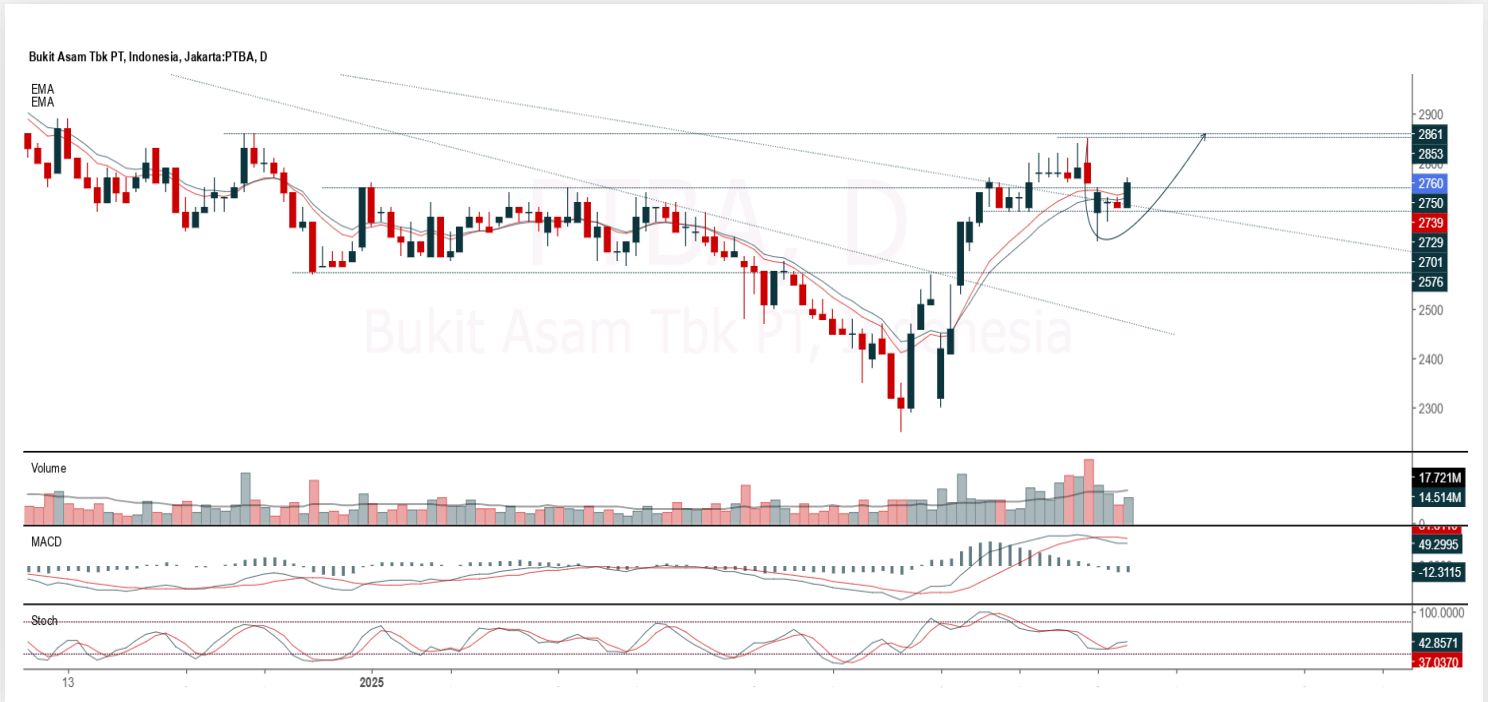 Bukit Asam Tbk PT, Indonesia, Jakarta:PTBA, D
EMA
EMA
PTBA, D
Bukit Asam Tbk PT, Indonesia
2900
2861
2853
2760
2750
2739
2729
2701
2576
2500
2400
2300
Volume
17.721M
14.514M
MACD
49.2995
-12.3115
Stoch
100.0000
42.8571
37.0370
13
2025